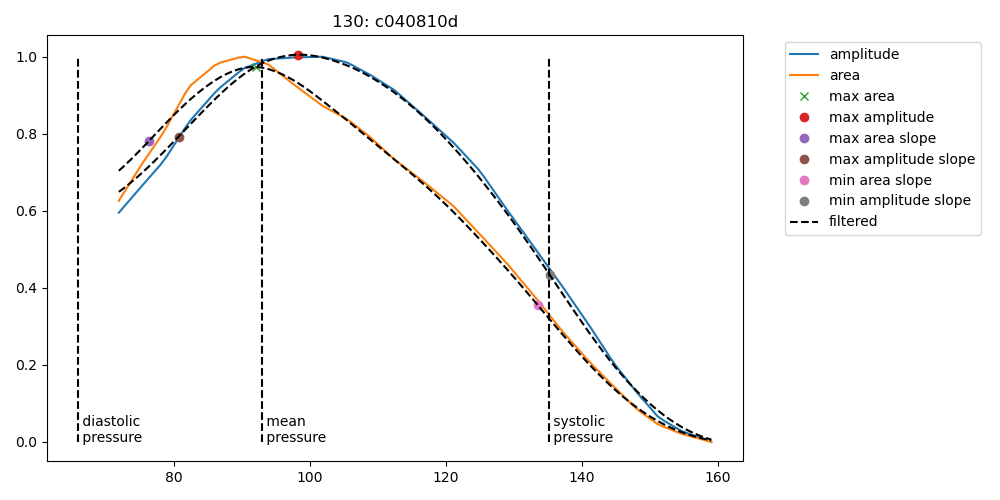 130: c040810d
1.0
0.8
0.6
0.4
0.2
0.0
diastolic
pressure
mean
pressure
systolic
pressure
80
100
120
140
160
amplitude
area
max area
max amplitude
max area slope
max amplitude slope
min area slope
min amplitude slope
filtered